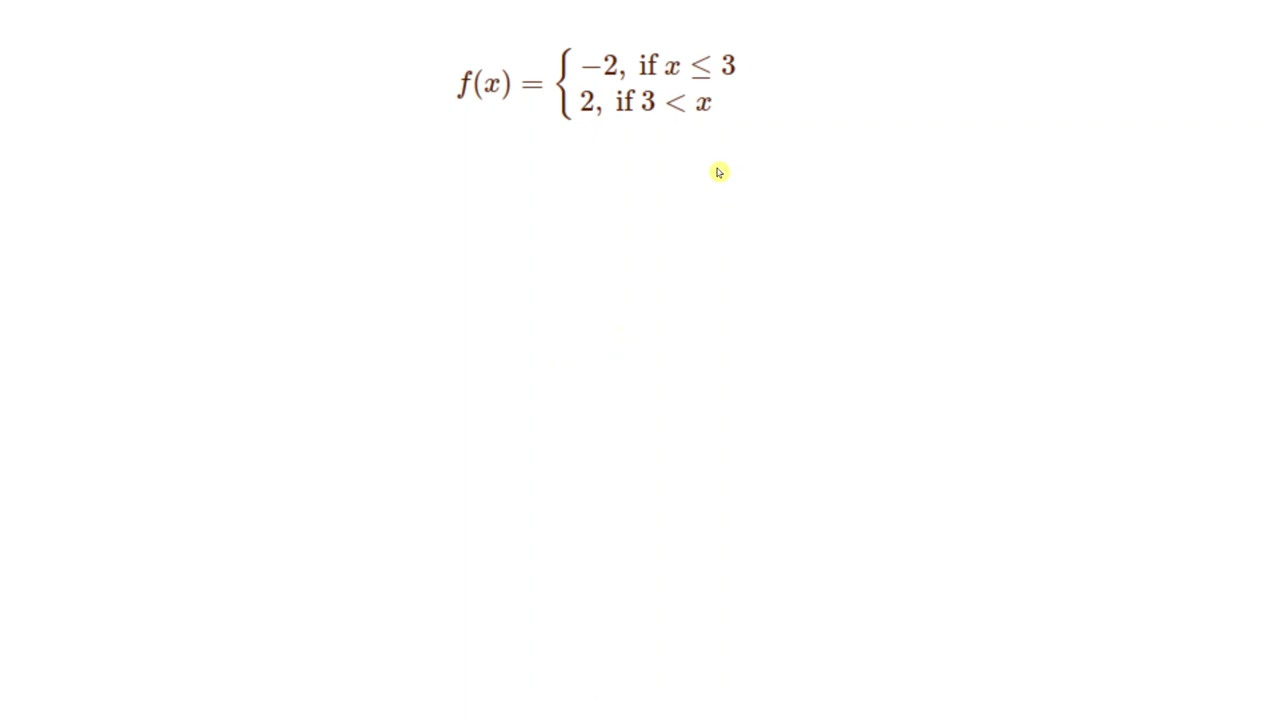 f(x) = { −2, if x ≤ 3
2, if 3 < x